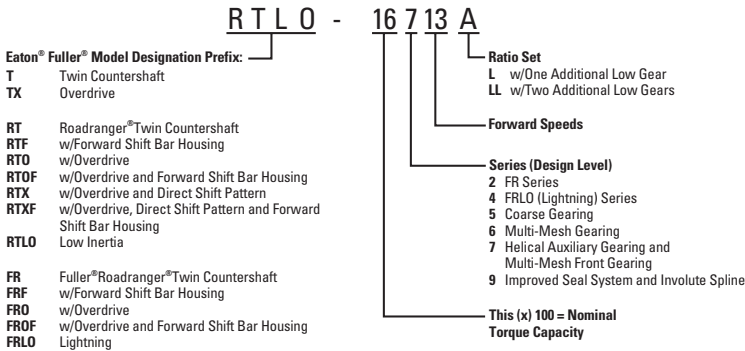 RTLO - 16 7 13 A
Eaton® Fuller® Model Designation Prefix:
T Twin Countershaft
TX Overdrive
RT Roadranger®Twin Countershaft
RTF w/Forward Shift Bar Housing
RTO w/Overdrive
RTOF w/Overdrive and Forward Shift Bar Housing
RTX w/Overdrive and Direct Shift Pattern
RTXF w/Overdrive, Direct Shift Pattern and Forward
Shift Bar Housing
RTLO Low Inertia
FR Fuller®Roadranger®Twin Countershaft
FRF w/Forward Shift Bar Housing
FRO w/Overdrive
FROF w/Overdrive and Forward Shift Bar Housing
FRLO Lightning
Ratio Set
L w/One Additional Low Gear
LL w/Two Additional Low Gears
Forward Speeds
Series (Design Level)
2 FR Series
4 FRLO (Lightning) Series
5 Coarse Gearing
6 Multi-Mesh Gearing
7 Helical Auxiliary Gearing and
Multi-Mesh Front Gearing
9 Improved Seal System and Involute Spline
This (x) 100 = Nominal
Torque Capacity